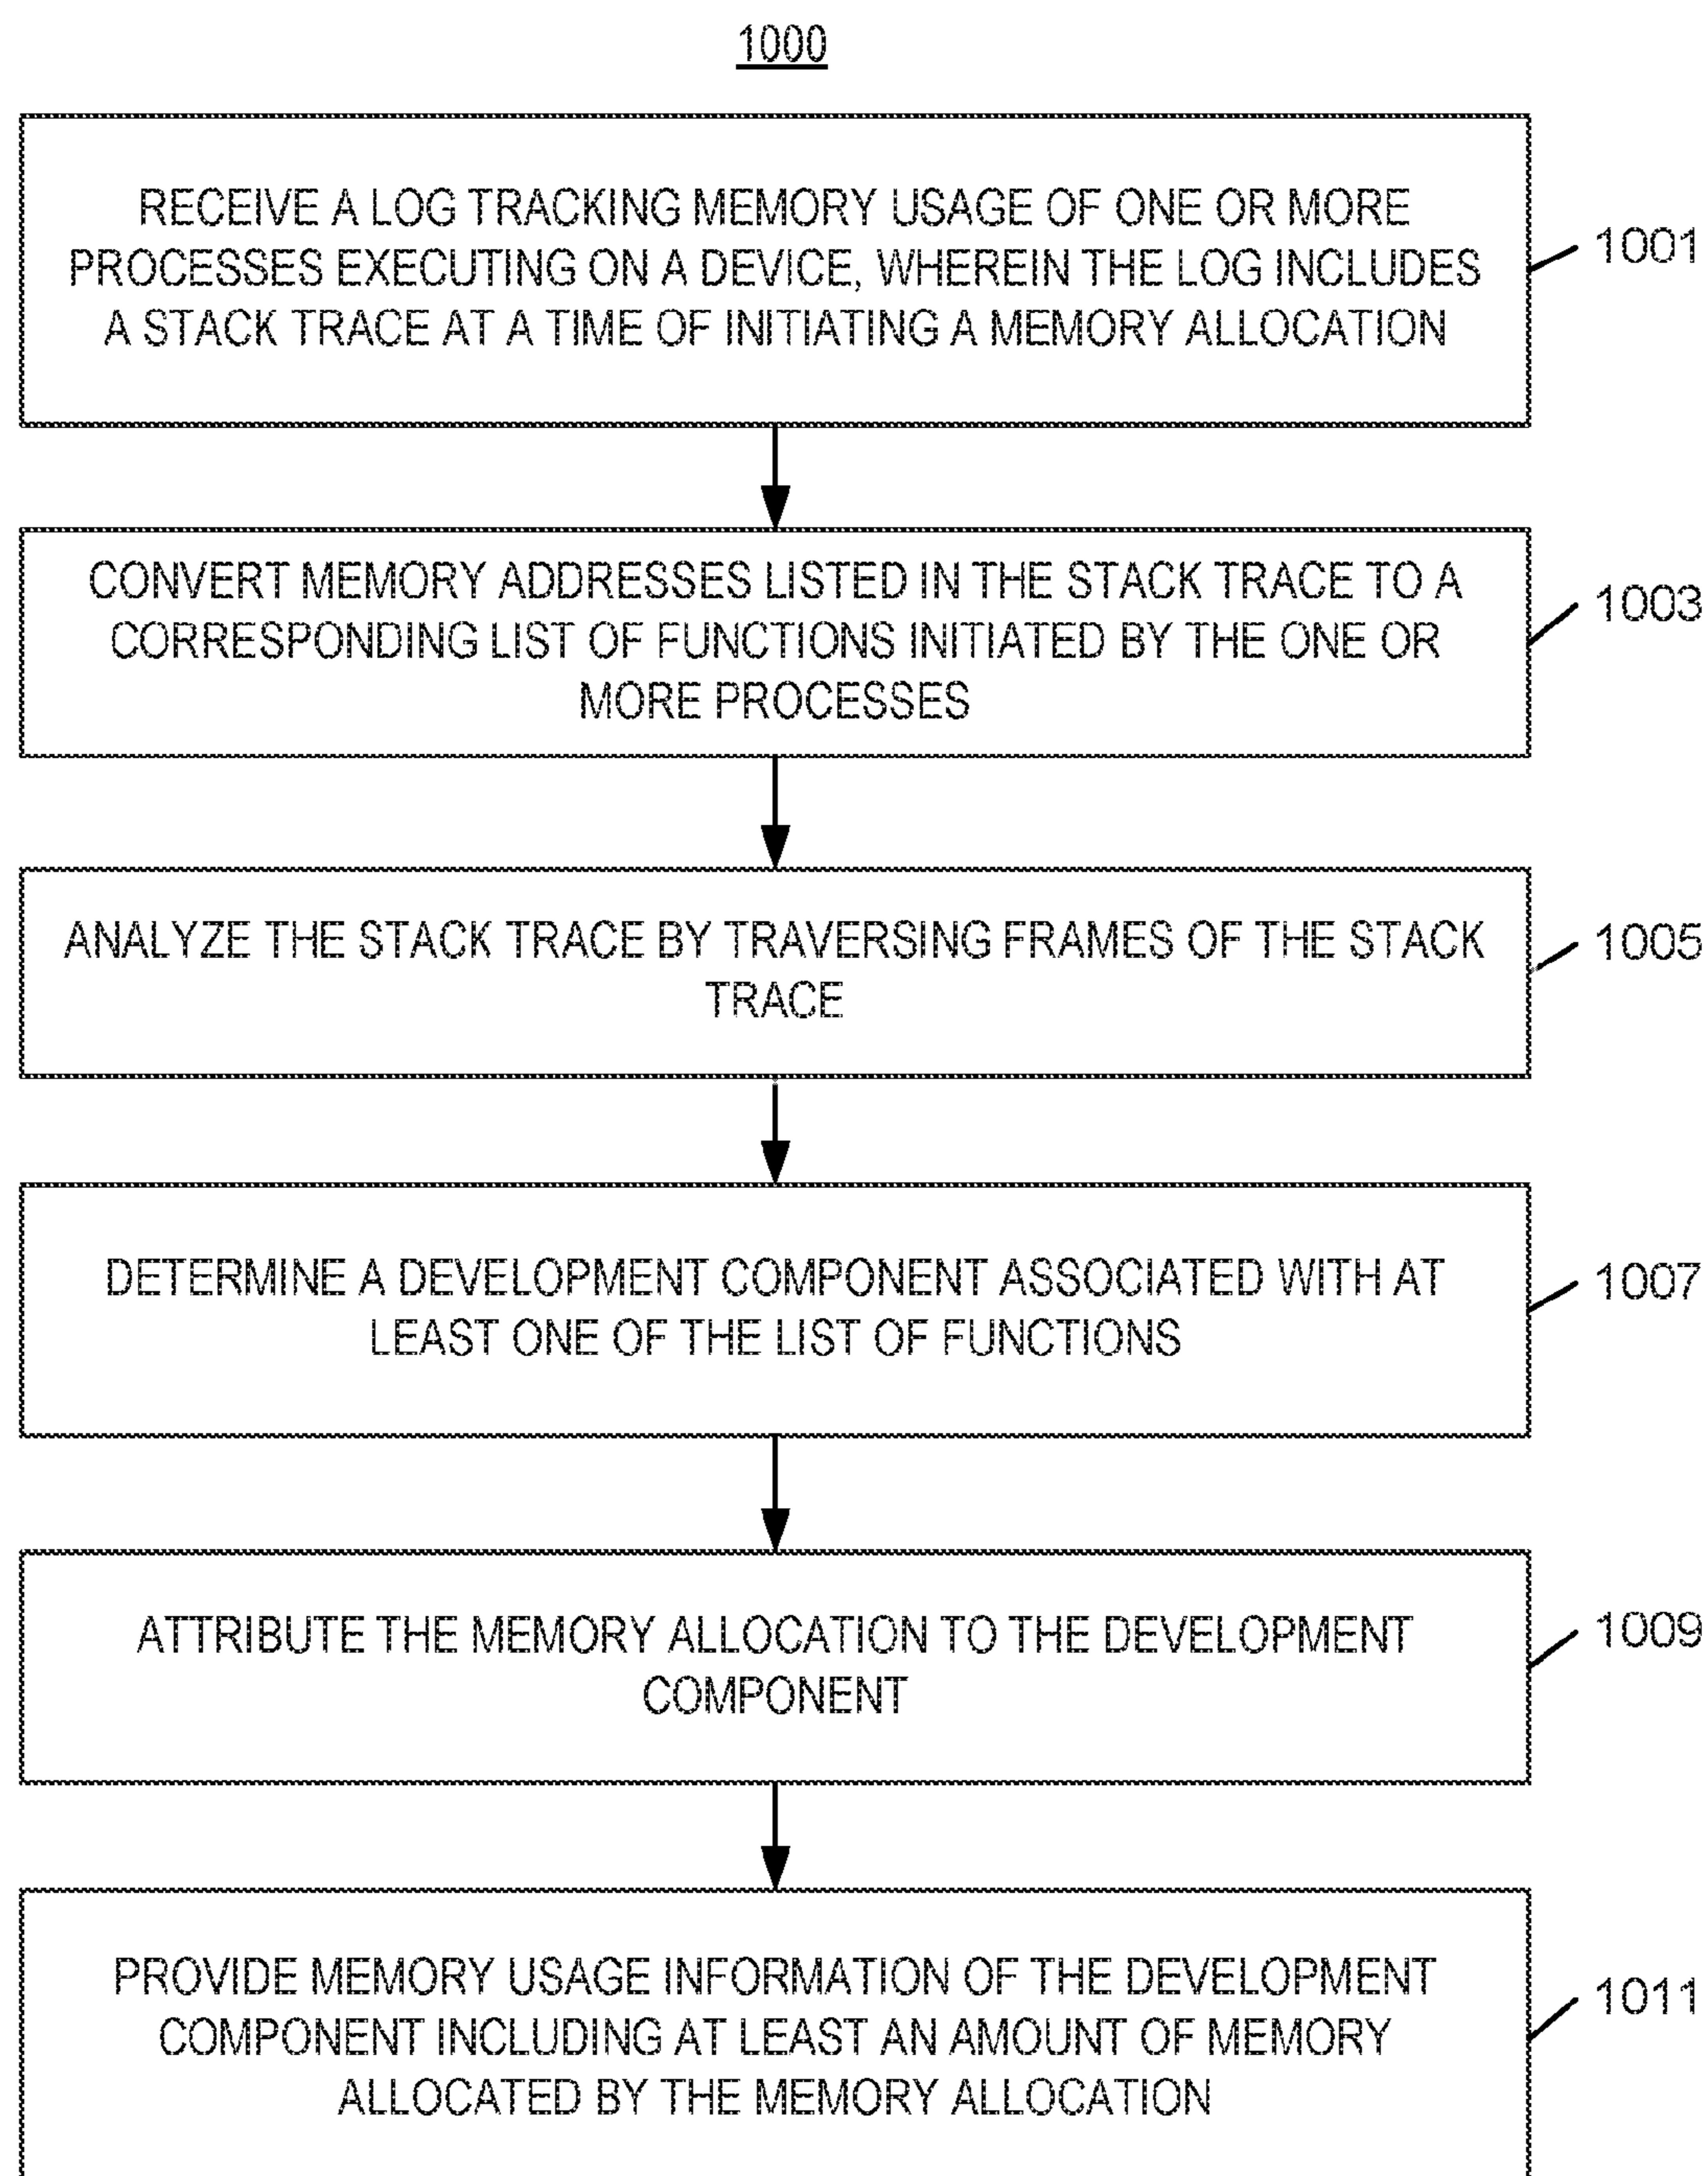 1000
RECEIVE A LOG TRACKING MEMORY USAGE OF ONE OR MORE
PROCESSES EXECUTING ON A DEVICE, WHEREIN THE LOG INCLUDES
A STACK TRACE AT A TIME OF INITIATING A MEMORY ALLOCATION
1001
CONVERT MEMORY ADDRESSES LISTED IN THE STACK TRACE TO A
CORRESPONDING LIST OF FUNCTIONS INITIATED BY THE ONE OR
MORE PROCESSES
1003
ANALYZE THE STACK TRACE BY TRAVERSING FRAMES OF THE STACK
TRACE
1005
DETERMINE A DEVELOPMENT COMPONENT ASSOCIATED WITH AT
LEAST ONE OF THE LIST OF FUNCTIONS
1007
ATTRIBUTE THE MEMORY ALLOCATION TO THE DEVELOPMENT
COMPONENT
1009
PROVIDE MEMORY USAGE INFORMATION OF THE DEVELOPMENT
COMPONENT INCLUDING AT LEAST AN AMOUNT OF MEMORY
ALLOCATED BY THE MEMORY ALLOCATION
1011